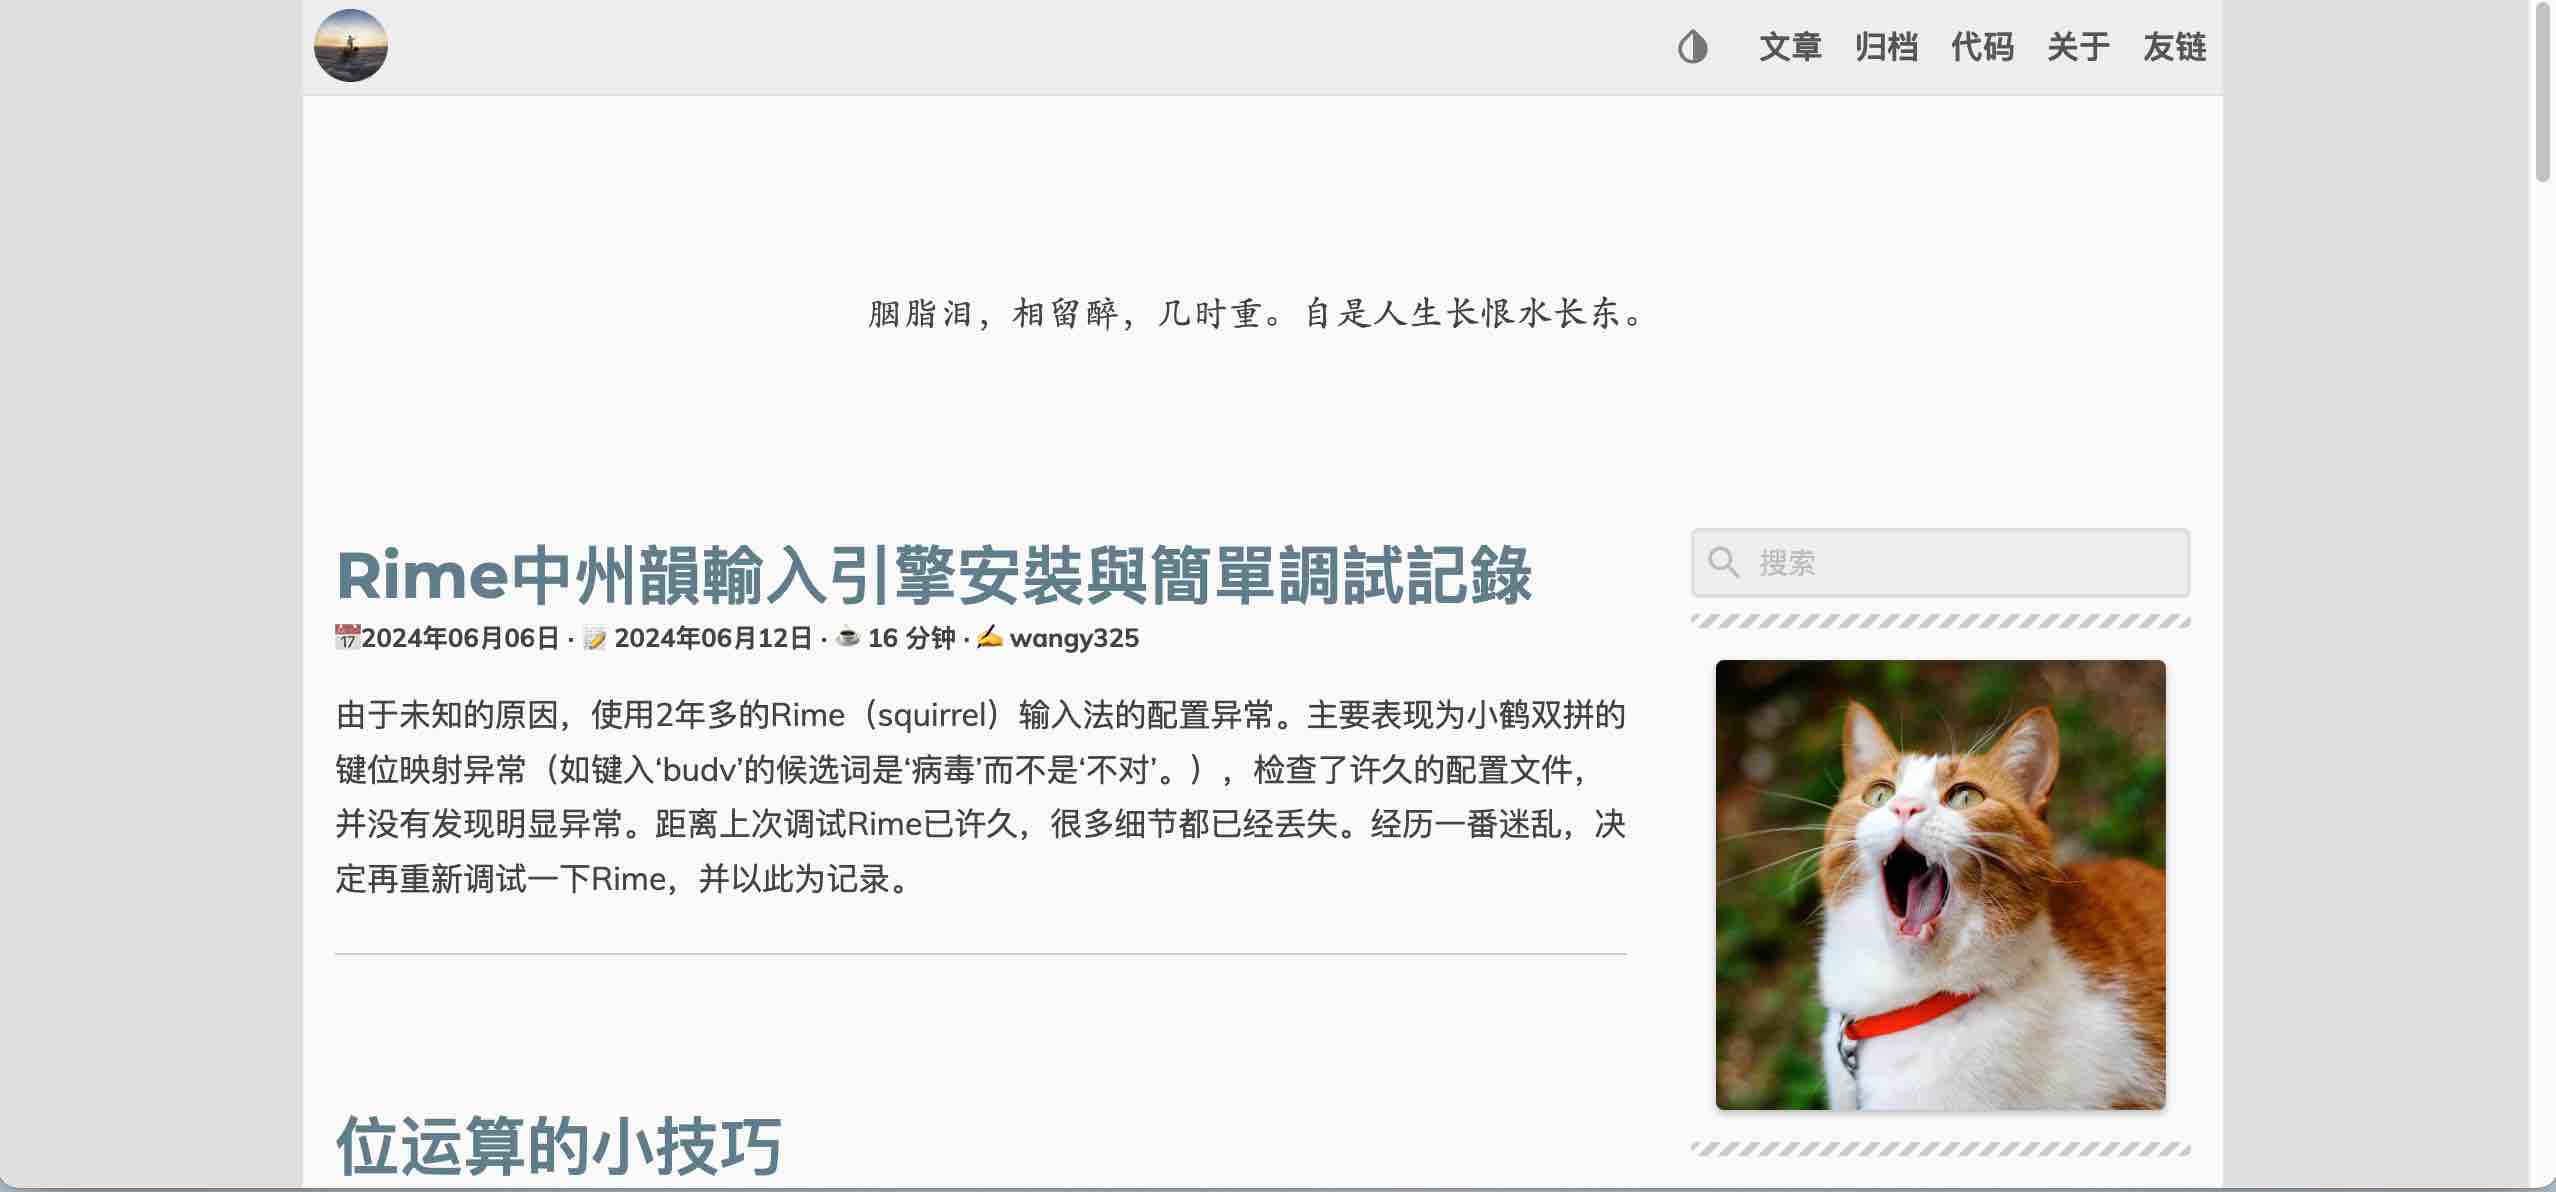 文章 归档 代码 关于 友链
胭脂泪，相留醉，几时重。自是人生长恨水长东。
Rime中州韻輸入引擎安裝與簡單調試記錄
📅2024年06月06日 · 📝 2024年06月12日 · ☕ 16 分钟 · ✍ wangy325
由于未知的原因，使用2年多的Rime（squirrel）输入法的配置异常。主要表现为小鹤双拼的
键位映射异常（如键入‘budv’的候选词是‘病毒’而不是‘不对’。），检查了许久的配置文件，
并没有发现明显异常。距离上次调试Rime已许久，很多细节都已经丢失。经历一番迷乱，决
定再重新调试一下Rime，并以此为记录。
位运算的小技巧
搜索